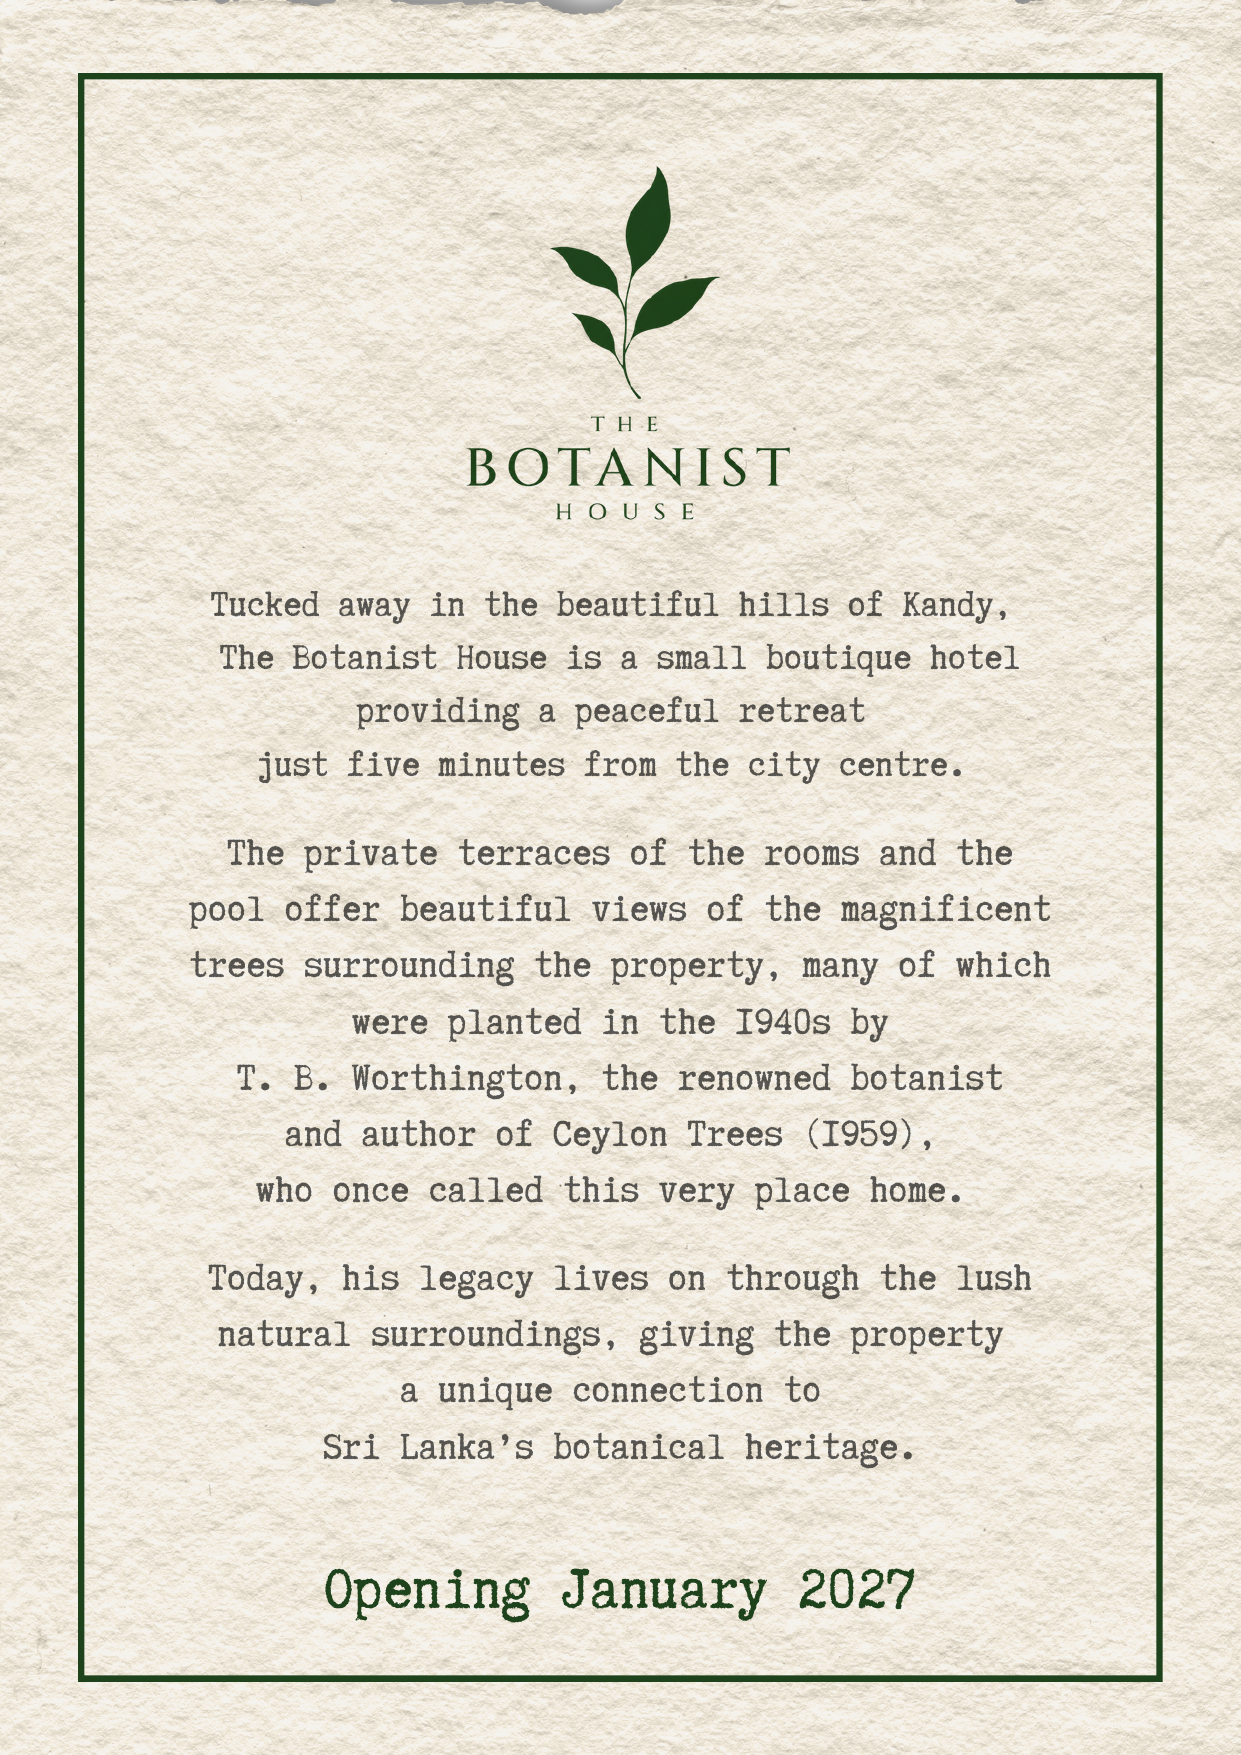 THE
BOTANIST
HOUSE
Tucked away in the beautiful hills of Kandy,
The Botanist House is a small boutique hotel
providing a peaceful retreat
just five minutes from the city centre.
The private terraces of the rooms and the
pool offer beautiful views of the magnificent
trees surrounding the property, many of which
were planted in the 1940s by
T. B. Worthington, the renowned botanist
and author of Ceylon Trees (1959),
who once called this very place home.
Today, his legacy lives on through the lush
natural surroundings, giving the property
a unique connection to
Sri Lanka’s botanical heritage.
Opening January 2027